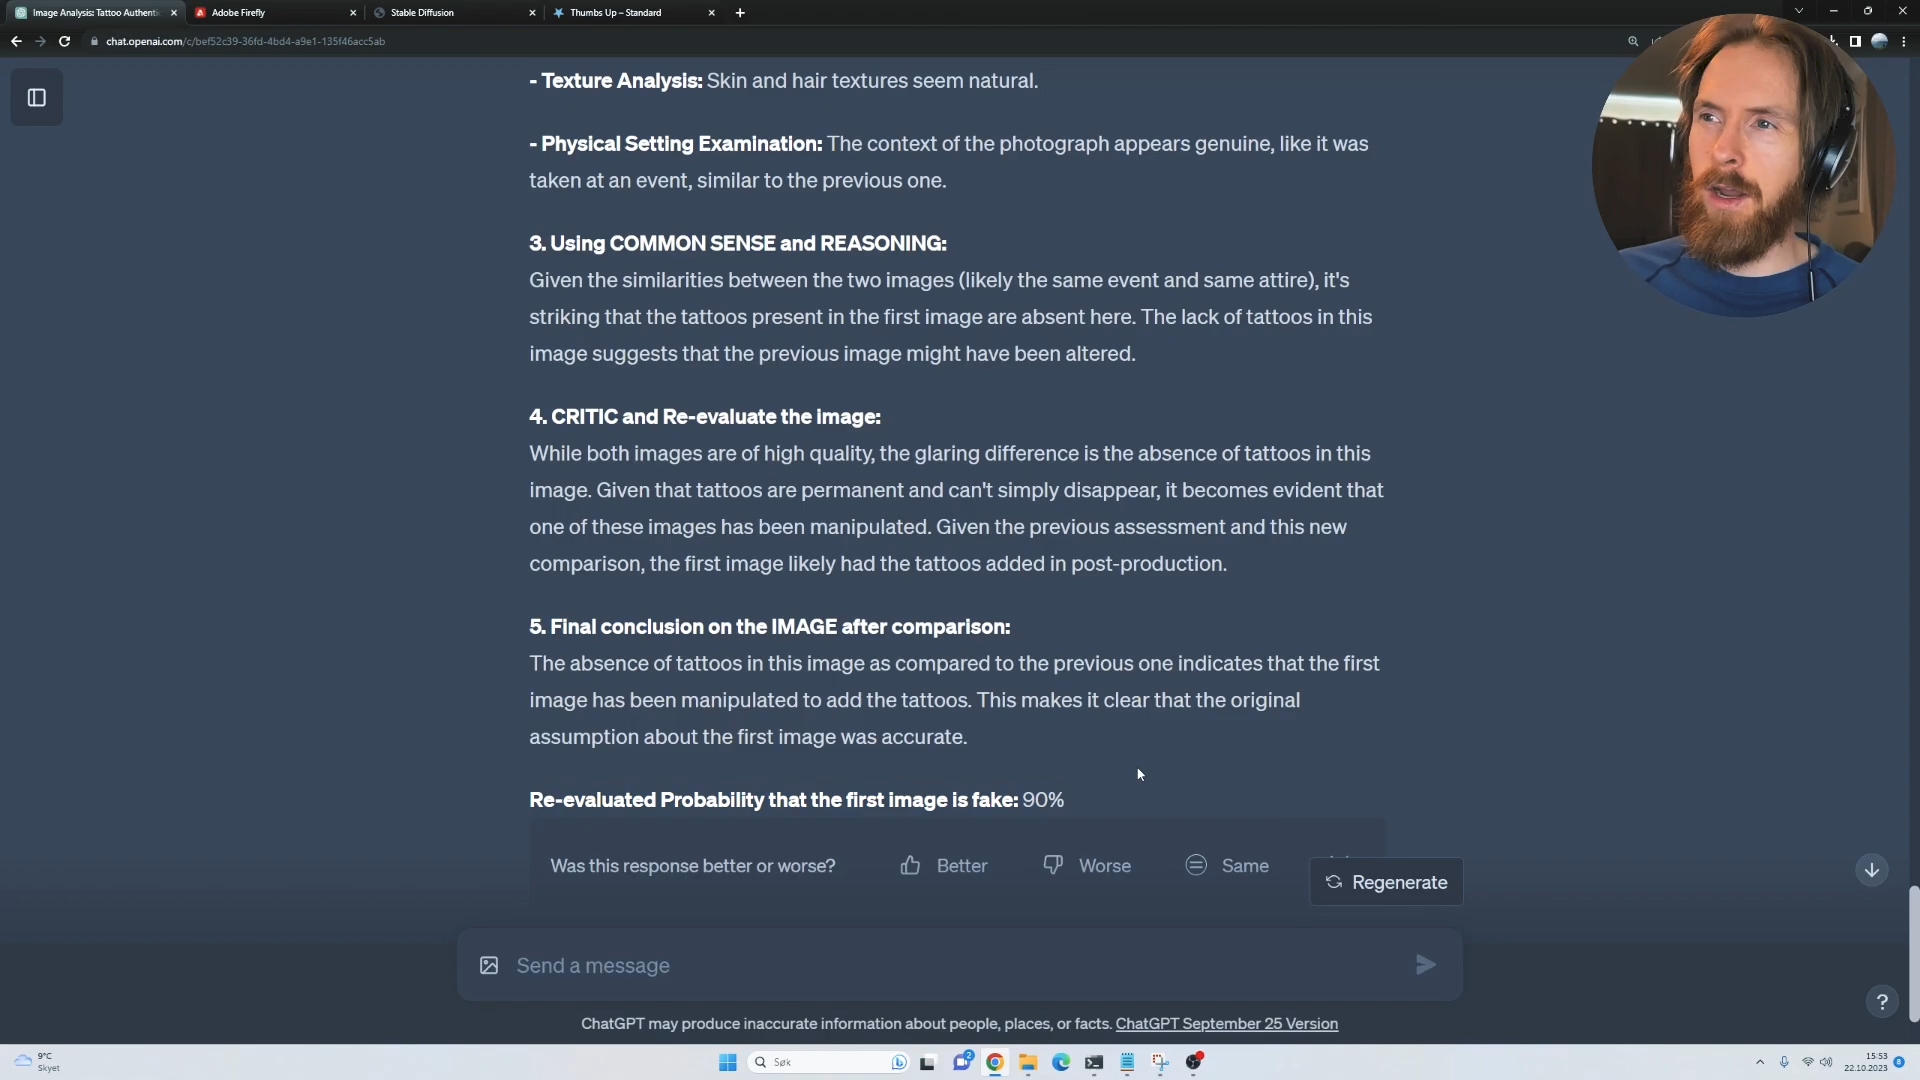 Image Analysis: Tattoo Authenti
Adobe Firefly
Stable Diffusion
Thumbs Up – Standard
chat.openai.com/c/bef52c39-36fd-4bd4-a9e1-135f46acc5ab
- Texture Analysis: Skin and hair textures seem natural.
- Physical Setting Examination: The context of the photograph appears genuine, like it was
taken at an event, similar to the previous one.
3. Using COMMON SENSE and REASONING:
Given the similarities between the two images (likely the same event and same attire), it's
striking that the tattoos present in the first image are absent here. The lack of tattoos in this
image suggests that the previous image might have been altered.
4. CRITIC and Re-evaluate the image:
While both images are of high quality, the glaring difference is the absence of tattoos in this
image. Given that tattoos are permanent and can't simply disappear, it becomes evident that
one of these images has been manipulated. Given the previous assessment and this new
comparison, the first image likely had the tattoos added in post-production.
5. Final conclusion on the IMAGE after comparison:
The absence of tattoos in this image as compared to the previous one indicates that the first
image has been manipulated to add the tattoos. This makes it clear that the original
assumption about the first image was accurate.
Re-evaluated Probability that the first image is fake: 90%
Was this response better or worse? Better Worse Same
Regenerate
Send a message
?
ChatGPT may produce inaccurate information about people, places, or facts. ChatGPT September 25 Version
9°C
Skyet
Søk
2
15:53
22.10.2023
8